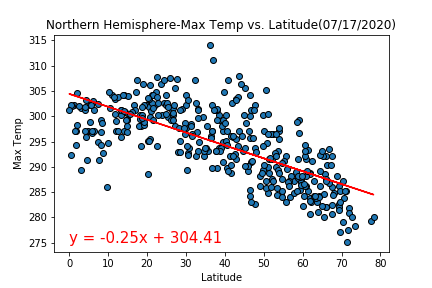 Northern Hemisphere-Max Temp vs. Latitude(07/17/2020)
315
310
305
300
295
290
285
280
275
Max Temp
y = -0.25x + 304.41
0 10 20 30 40 50 60 70 80
Latitude